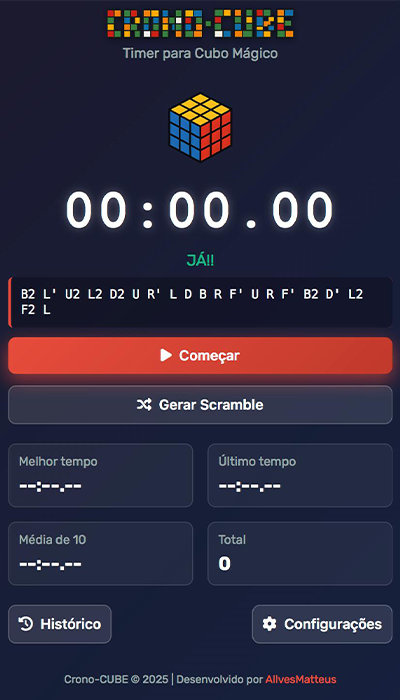 CRONO-CUBE
Timer para Cubo Mágico
00:00.00
JÁ!!
B2 L' U2 L2 D2 U R' L D B R F' U R F' B2 D' L2
F2 L
Começar
Gerar Scramble
Melhor tempo
--:--.--
Último tempo
--:--.--
Média de 10
--:--.--
Total
0
Histórico
Configurações
Crono-CUBE © 2025 | Desenvolvido por AllvesMatteus